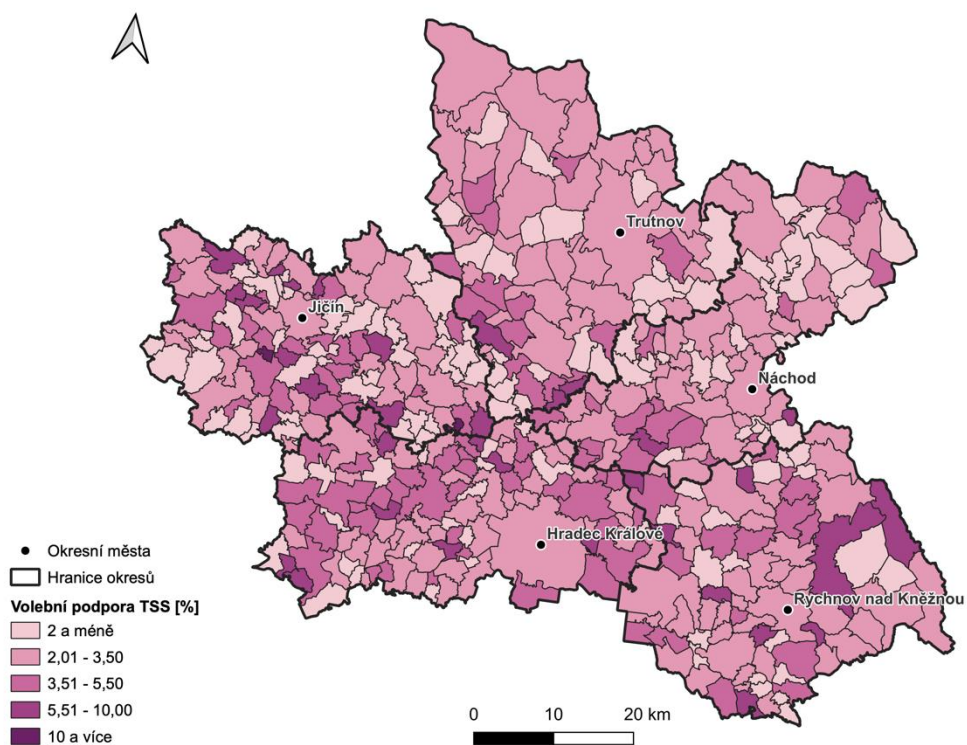 Trutnov
Jičín
Náchod
Hradec Králové
Rychnov nad Kněžnou
Okresní města
Hranice okresů
Volební podpora TSS [%]
2 a méně
2,01 - 3,50
3,51 - 5,50
5,51 - 10,00
10 a více
0 10 20 km